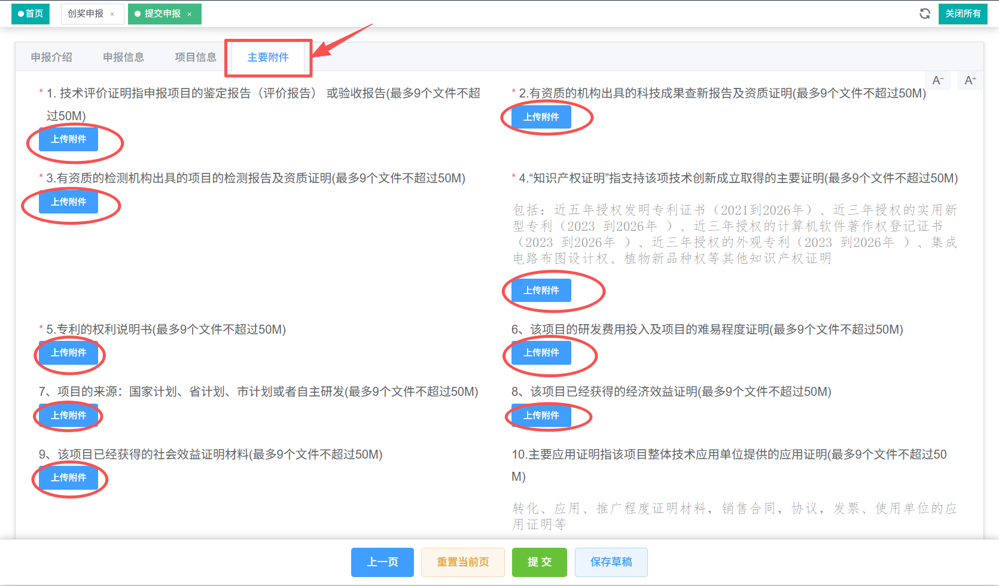 首页
创奖申报 ×
提交申报 ×
关闭所有
申报介绍
申报信息
项目信息
主要附件
A⁻
A⁺
* 1. 技术评价证明指申报项目的鉴定报告（评价报告） 或验收报告(最多9个文件不超
过50M)
上传附件
* 2.有资质的机构出具的科技成果查新报告及资质证明(最多9个文件不超过50M)
上传附件
* 3.有资质的检测机构出具的项目的检测报告及资质证明(最多9个文件不超过50M)
上传附件
* 4.“知识产权证明”指支持该项技术创新成立取得的主要证明(最多9个文件不超过50M)
包括：近五年授权发明专利证书（2021到2026年）、近三年授权的实用新
型专利（2023 到2026年 ）、近三年授权的计算机软件著作权登记证书
（2023 到2026年 ）、近三年授权的外观专利（2023 到2026年 ）、集成
电路布图设计权、植物新品种权等其他知识产权证明
上传附件
* 5.专利的权利说明书(最多9个文件不超过50M)
上传附件
6、该项目的研发费用投入及项目的难易程度证明(最多9个文件不超过50M)
上传附件
7、项目的来源：国家计划、省计划、市计划或者自主研发(最多9个文件不超过50M)
上传附件
8、该项目已经获得的经济效益证明(最多9个文件不超过50M)
上传附件
9、该项目已经获得的社会效益证明材料(最多9个文件不超过50M)
上传附件
10.主要应用证明指该项目整体技术应用单位提供的应用证明(最多9个文件不超过50
M)
转化、应用、推广程度证明材料，销售合同，协议，发票、使用单位的应
用证明等
上一页
重置当前页
提 交
保存草稿